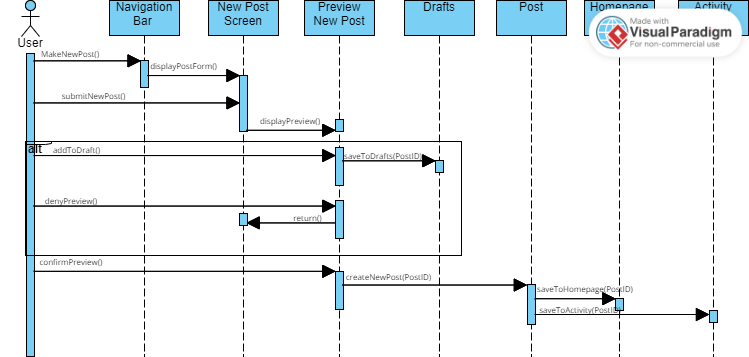 Navigation
Bar
New Post
Screen
Preview
New Post
Drafts
Post
Homepage
Activity
Made with
Visual Paradigm
For non-commercial use
User
MakeNewPost()
displayPostForm()
submitNewPost()
displayPreview()
alt
addToDraft()
saveToDrafts(PostID)
denyPreview()
return()
confirmPreview()
createNewPost(PostID)
saveToHomepage(PostID)
saveToActivity(PostID)